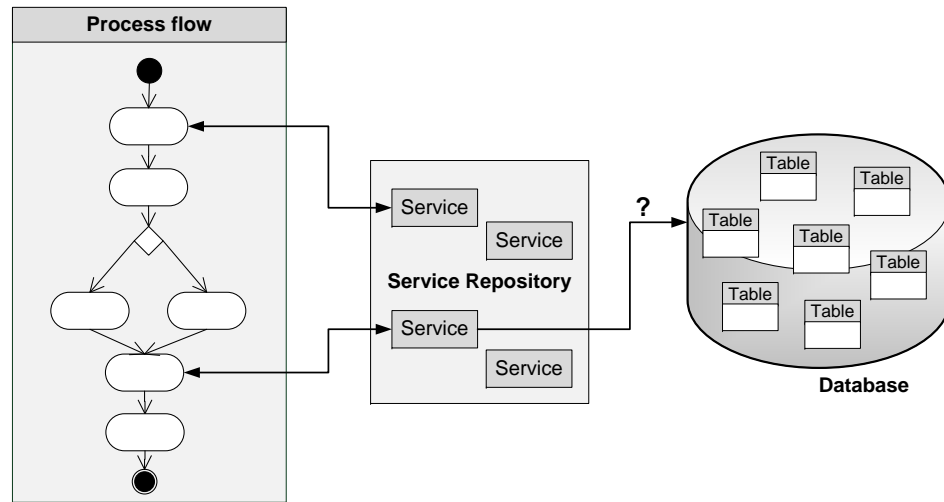 Process flow
Service
Service
Service Repository
Service
Service
?
Table
Table
Table
Table
Table
Table
Table
Database